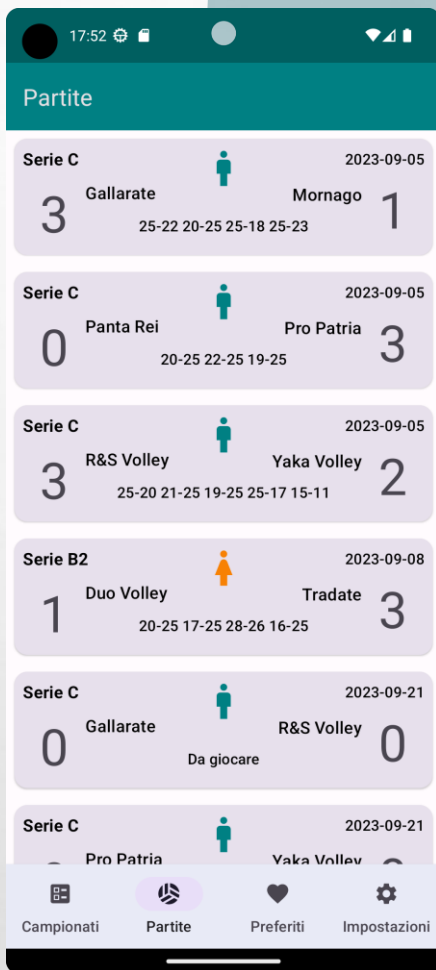 17:52
Partite
Serie C 2023-09-05
3 Gallarate Mornago 1
25-22 20-25 25-18 25-23
Serie C 2023-09-05
0 Panta Rei Pro Patria 3
20-25 22-25 19-25
Serie C 2023-09-05
3 R&S Volley Yaka Volley 2
25-20 21-25 19-25 25-17 15-11
Serie B2 2023-09-08
1 Duo Volley Tradate 3
20-25 17-25 28-26 16-25
Serie C 2023-09-21
0 Gallarate R&S Volley 0
Da giocare
Serie C 2023-09-21
Pro Patria Yaka Volley
Campionati Partite Preferiti Impostazioni